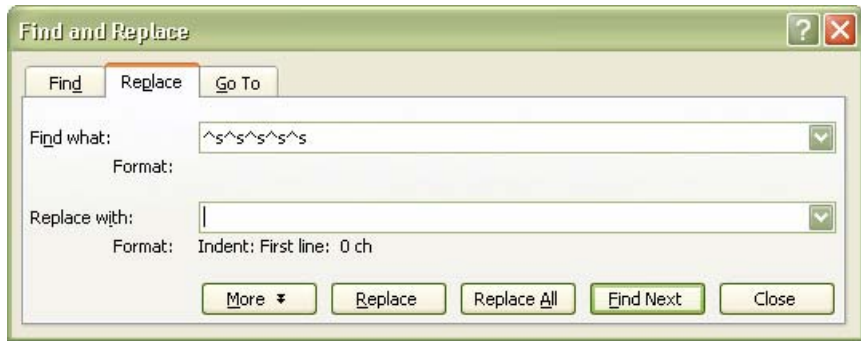 Find and Replace
Find Replace Go To
Find what: ^s^s^s^s^s
Format:
Replace with:
Format: Indent: First line: 0 ch
More Replace Replace All Find Next Close